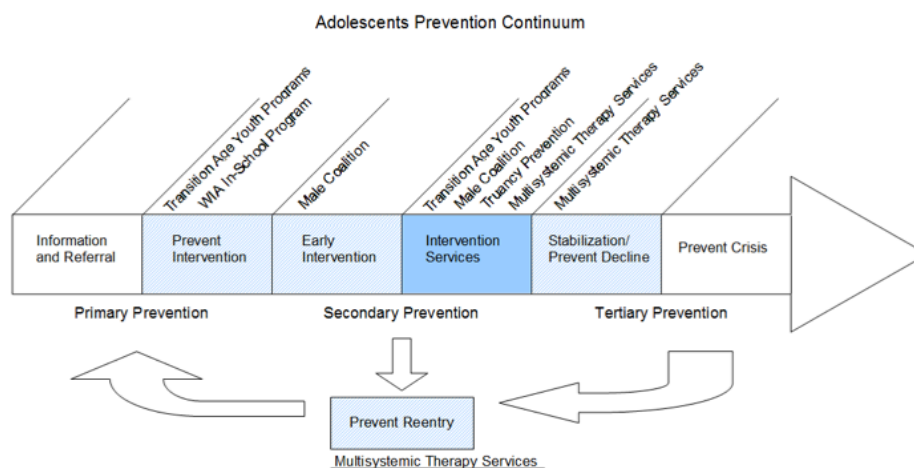 Adolescents Prevention Continuum
Transition Age Youth Programs
WIA In-School Program
Male Coalition
Transition Age Youth Programs
Male Coalition
Truancy Prevention
Multisystemic Therapy Services
Multisystemic Therapy Services
Information
and Referral
Prevent
Intervention
Early
Intervention
Intervention
Services
Stabilization/
Prevent Decline
Prevent Crisis
Primary Prevention
Secondary Prevention
Tertiary Prevention
Prevent Reentry
Multisystemic Therapy Services